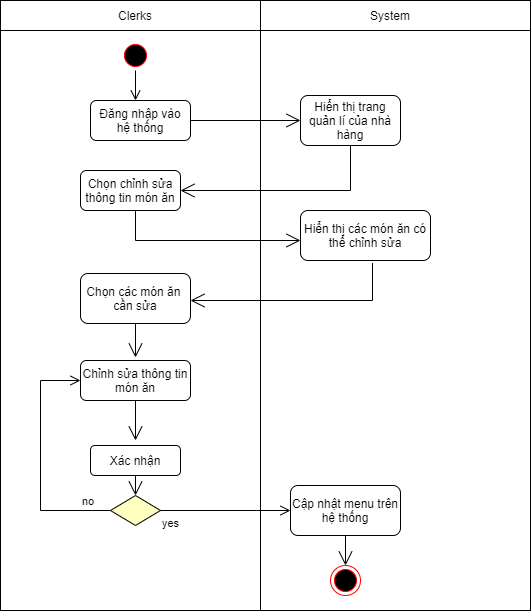 Clerks
System
Đăng nhập vào
hệ thống
Hiển thị trang
quản lí của nhà
hàng
Chọn chỉnh sửa
thông tin món ăn
Hiển thị các món ăn có
thể chỉnh sửa
Chọn các món ăn
cần sửa
Chỉnh sửa thông tin
món ăn
Xác nhận
no
yes
Cập nhật menu trên
hệ thống